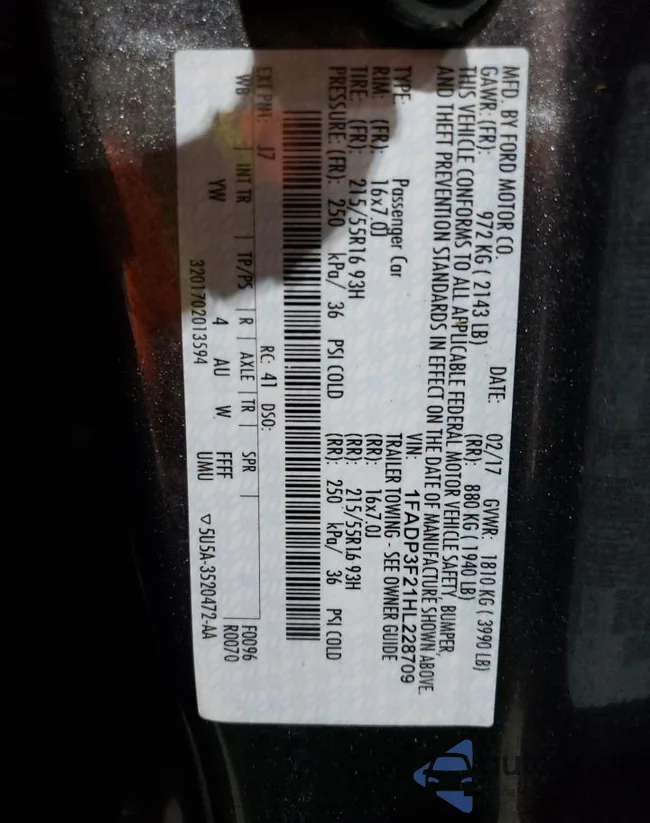 MFD. BY FORD MOTOR CO. DATE: 02/17 GVWR: 1810 KG ( 3990 LB)
GAWR: (FR): 972 KG ( 2143 LB) (RR): 880 KG ( 1940 LB)
THIS VEHICLE CONFORMS TO ALL APPLICABLE FEDERAL MOTOR VEHICLE SAFETY, BUMPER,
AND THEFT PREVENTION STANDARDS IN EFFECT ON THE DATE OF MANUFACTURE SHOWN ABOVE.
VIN: 1FADP3F21HL228709
TYPE: Passenger Car TRAILER TOWING - SEE OWNER GUIDE
RIM: (FR): 16x7.0J (RR): 16x7.0J
TIRE: (FR): 215/55R16 93H (RR): 215/55R16 93H
PRESSURE: (FR): 250 kPa/ 36 PSI COLD (RR): 250 kPa/ 36 PSI COLD
EXT PNT: J7 RC: 41 DSO: F0096
WB | INT TR | TP/PS | R | AXLE | TR | SPR | R0070
YW 4 AU W FFFF
3201702013594 UMU ▽ 5U5A-3520472-AA